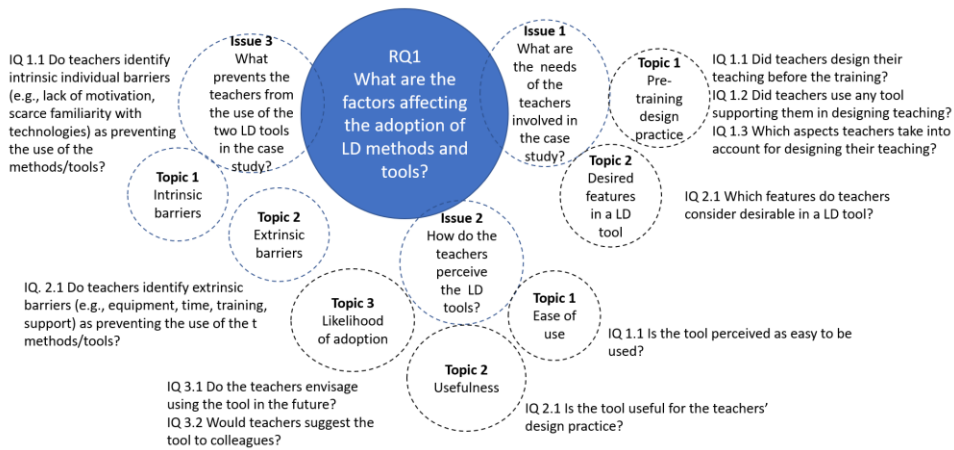 RQ1
What are the
factors affecting
the adoption of
LD methods and
tools?
Issue 1
What are
the needs
of the
teachers
involved in
the case
study?
Topic 1
Pre-
training
design
practice
IQ 1.1 Did teachers design their
teaching before the training?
IQ 1.2 Did teachers use any tool
supporting them in designing teaching?
IQ 1.3 Which aspects teachers take into
account for designing their teaching?
Topic 2
Desired
features
in a LD
tool
IQ 2.1 Which features do teachers
consider desirable in a LD tool?
Issue 2
How do the
teachers
perceive
the LD
tools?
Topic 1
Ease of
use
IQ 1.1 Is the tool perceived as easy to be
used?
Topic 2
Usefulness
IQ 2.1 Is the tool useful for the teachers’
design practice?
Topic 3
Likelihood
of adoption
IQ 3.1 Do the teachers envisage
using the tool in the future?
IQ 3.2 Would teachers suggest the
tool to colleagues?
Issue 3
What
prevents the
teachers from
the use of the
two LD tools
in the case
study?
Topic 1
Intrinsic
barriers
IQ 1.1 Do teachers identify
intrinsic individual barriers
(e.g., lack of motivation,
scarce familiarity with
technologies) as preventing
the use of the
methods/tools?
Topic 2
Extrinsic
barriers
IQ. 2.1 Do teachers identify extrinsic
barriers (e.g., equipment, time, training,
support) as preventing the use of the t
methods/tools?